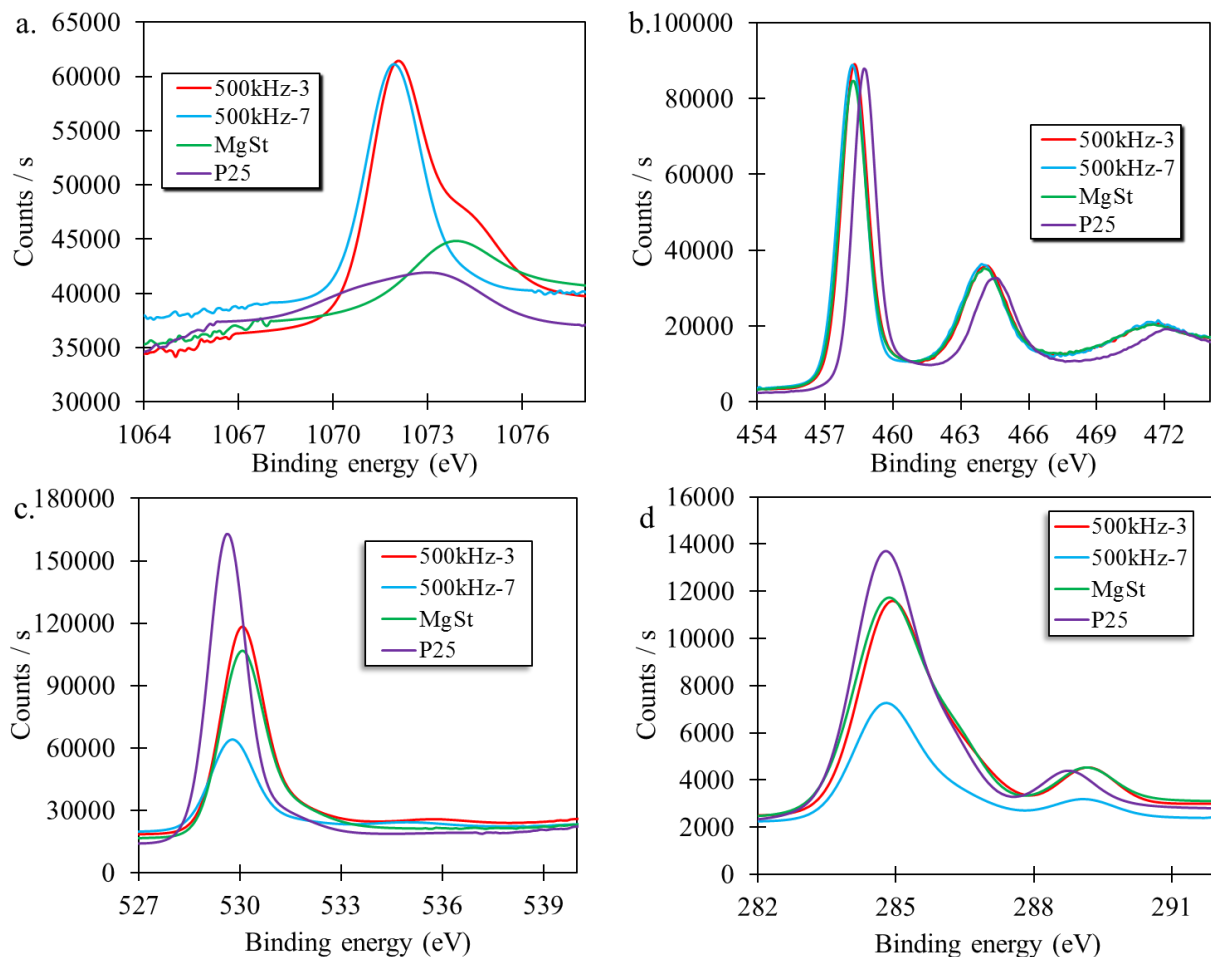 a.
65000
60000
55000
50000
45000
40000
35000
30000
Counts / s
500kHz-3
500kHz-7
MgSt
P25
1064 1067 1070 1073 1076
Binding energy (eV)
b.
100000
80000
60000
40000
20000
0
Counts / s
500kHz-3
500kHz-7
MgSt
P25
454 457 460 463 466 469 472
Binding energy (eV)
c.
180000
150000
120000
90000
60000
30000
0
Counts / s
500kHz-3
500kHz-7
MgSt
P25
527 530 533 536 539
Binding energy (eV)
d
16000
14000
12000
10000
8000
6000
4000
2000
0
Counts / s
500kHz-3
500kHz-7
MgSt
P25
282 285 288 291
Binding energy (eV)